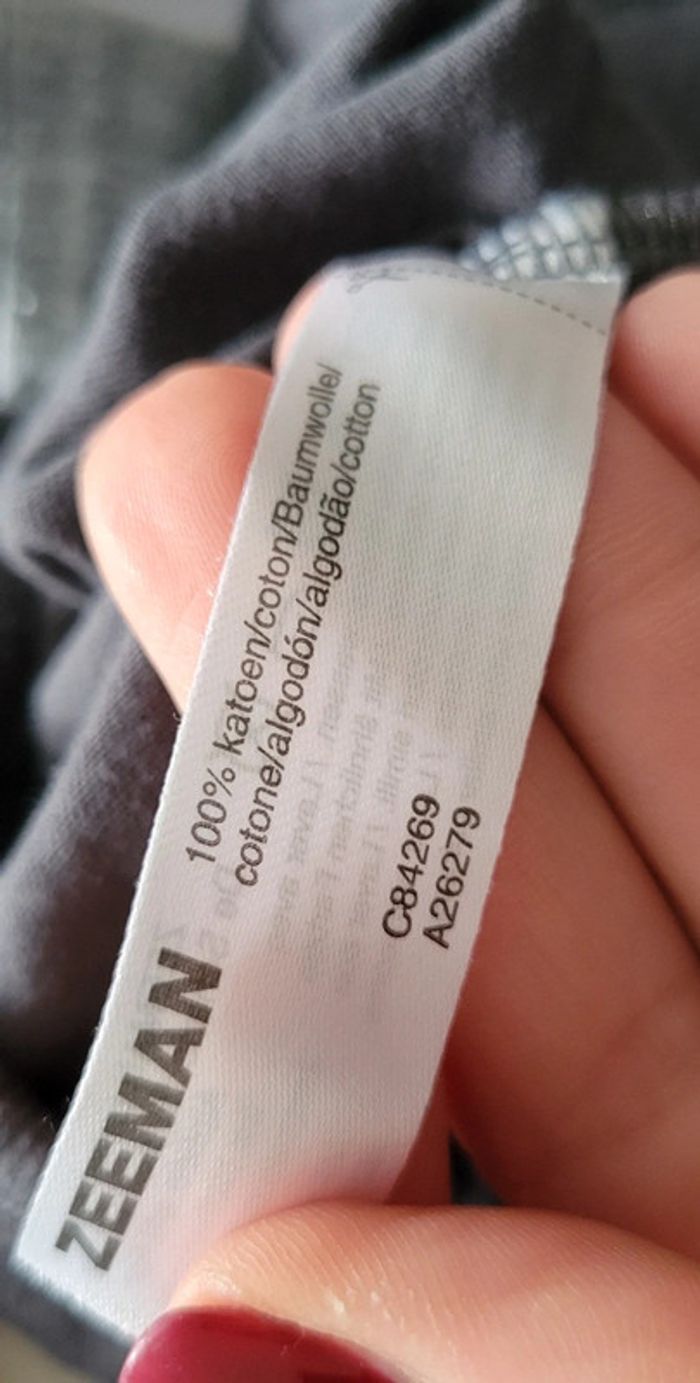 ZEEMAN
100% katoen/coton/Baumwolle/
cotone/algodón/algodão/cotton
C84269
A26279